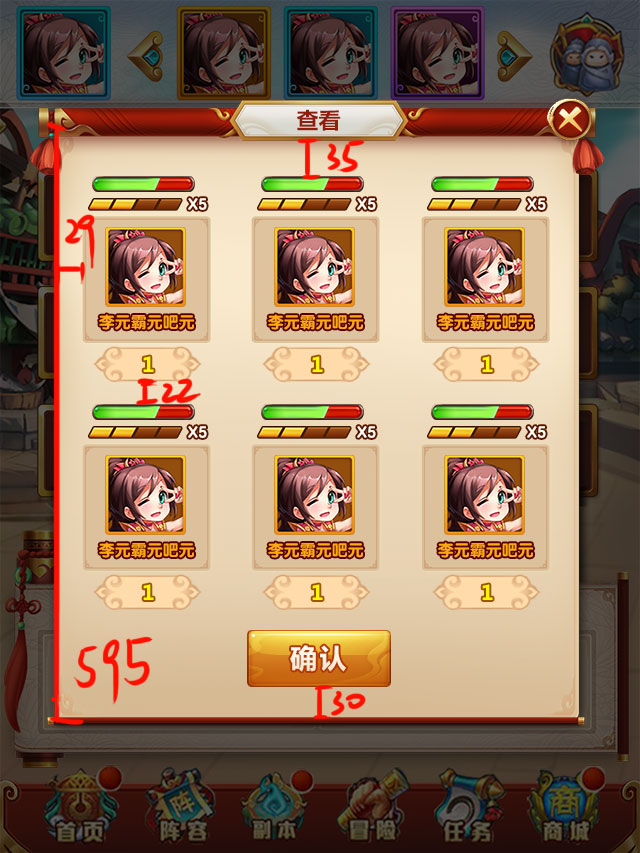 查看
35
X5 X5 X5
29
李元霸元吧元 李元霸元吧元 李元霸元吧元
1 1 1
22
X5 X5 X5
李元霸元吧元 李元霸元吧元 李元霸元吧元
1 1 1
595
确认
30
首页 阵容 副本 冒险 任务 商城